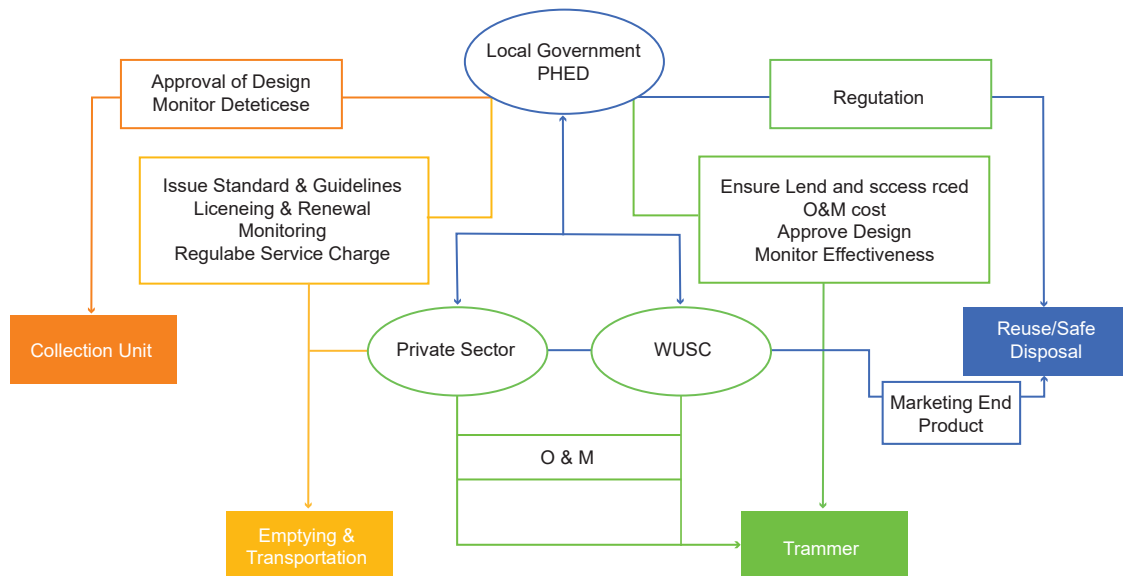 Local Government
PHED
Approval of Design
Monitor Deteticese
Regutation
Issue Standard & Guidelines
Liceneing & Renewal
Monitoring
Regulabe Service Charge
Ensure Lend and sccess rced
O&M cost
Approve Design
Monitor Effectiveness
Collection Unit
Private Sector
WUSC
Reuse/Safe
Disposal
Marketing End
Product
O & M
Emptying &
Transportation
Trammer